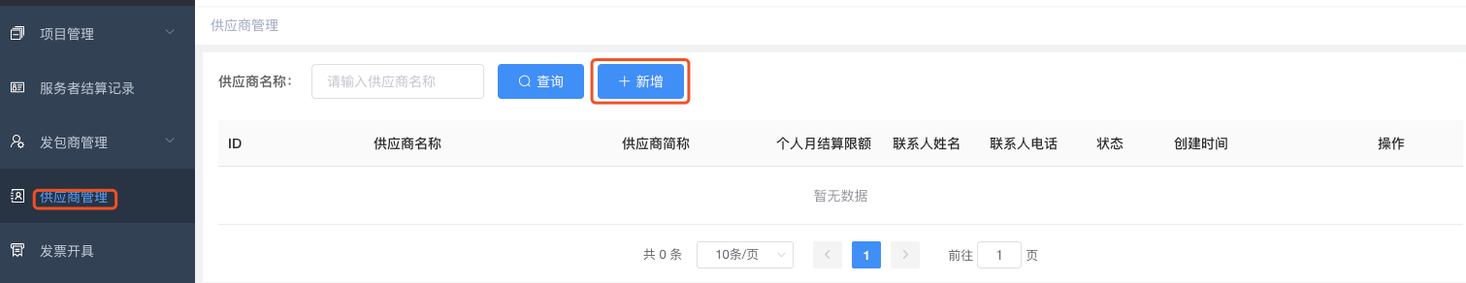 项目管理
服务者结算记录
发包商管理
供应商管理
发票开具
供应商管理
供应商名称： 请输入供应商名称 查询 新增
ID 供应商名称 供应商简称 个人月结算限额 联系人姓名 联系人电话 状态 创建时间 操作
暂无数据
共 0 条 10条/页 1 前往 1 页